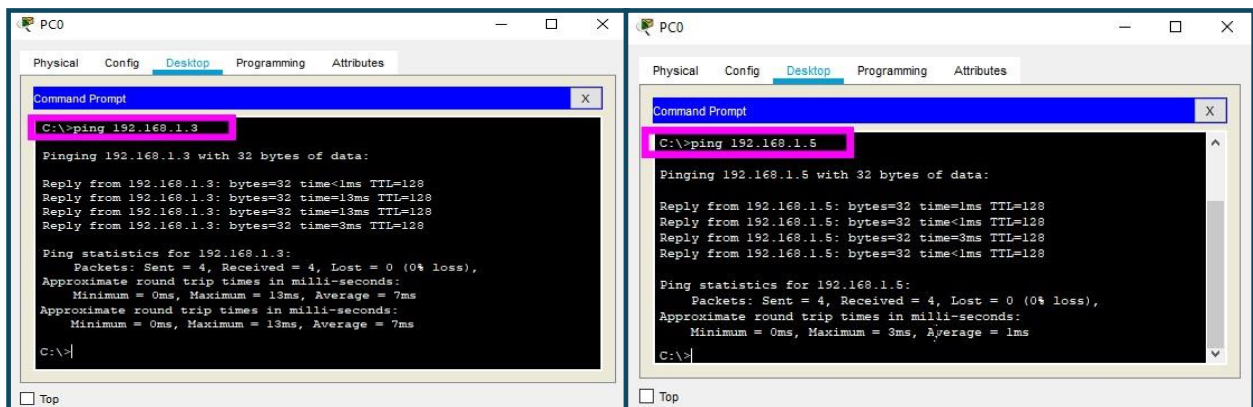 PC0
Physical Config Desktop Programming Attributes
Command Prompt
X
C:\>ping 192.168.1.3
Pinging 192.168.1.3 with 32 bytes of data:
Reply from 192.168.1.3: bytes=32 time<1ms TTL=128
Reply from 192.168.1.3: bytes=32 time=13ms TTL=128
Reply from 192.168.1.3: bytes=32 time=13ms TTL=128
Reply from 192.168.1.3: bytes=32 time=3ms TTL=128
Ping statistics for 192.168.1.3:
Packets: Sent = 4, Received = 4, Lost = 0 (0% loss),
Approximate round trip times in milli-seconds:
Minimum = 0ms, Maximum = 13ms, Average = 7ms
Approximate round trip times in milli-seconds:
Minimum = 0ms, Maximum = 13ms, Average = 7ms
C:\>
Top
PC0
Physical Config Desktop Programming Attributes
Command Prompt
X
C:\>ping 192.168.1.5
Pinging 192.168.1.5 with 32 bytes of data:
Reply from 192.168.1.5: bytes=32 time=1ms TTL=128
Reply from 192.168.1.5: bytes=32 time<1ms TTL=128
Reply from 192.168.1.5: bytes=32 time=3ms TTL=128
Reply from 192.168.1.5: bytes=32 time<1ms TTL=128
Ping statistics for 192.168.1.5:
Packets: Sent = 4, Received = 4, Lost = 0 (0% loss),
Approximate round trip times in milli-seconds:
Minimum = 0ms, Maximum = 3ms, Average = 1ms
C:\>
Top